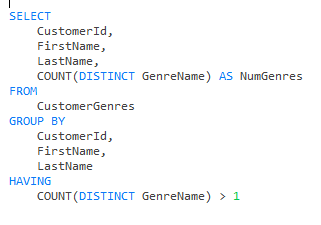 SELECT
    CustomerId,
    FirstName,
    LastName,
    COUNT(DISTINCT GenreName) AS NumGenres
FROM
    CustomerGenres
GROUP BY
    CustomerId,
    FirstName,
    LastName
HAVING
    COUNT(DISTINCT GenreName) > 1